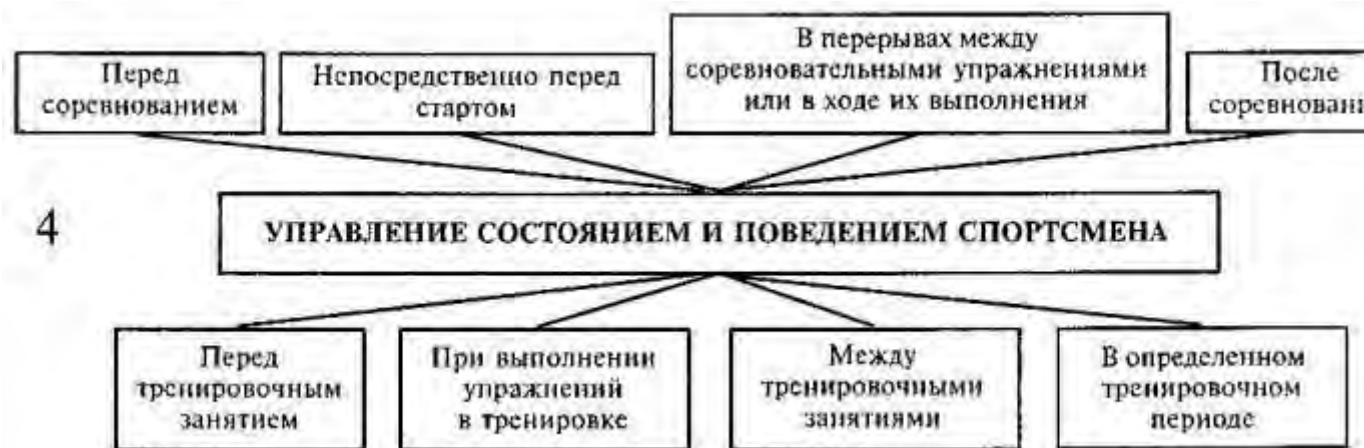 Перед
соревнованием
Непосредственно перед
стартом
В перерывах между
соревновательными упражнениями
или в ходе их выполнения
После
4
УПРАВЛЕНИЕ СОСТОЯНИЕМ И ПОВЕДЕНИЕМ СПОРТСМЕНА
Перед
тренировочным
занятием
При выполнении
упражнений
в тренировке
Между
тренировочными
занятиями
В определенном
тренировочном
периоде